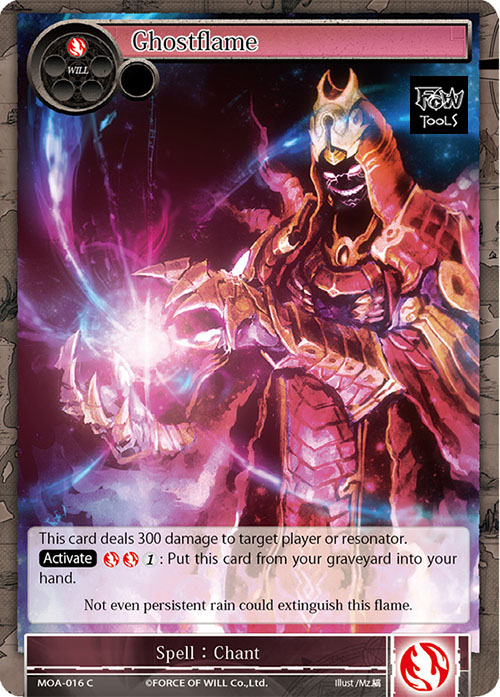 Ghostflame
WILL
FOW
TOOLS
This card deals 300 damage to target player or resonator.
Activate 1 : Put this card from your graveyard into your
hand.
Not even persistent rain could extinguish this flame.
Spell : Chant
MOA-016 C ©FORCE OF WILL Co.,Ltd. Illust /Mz.